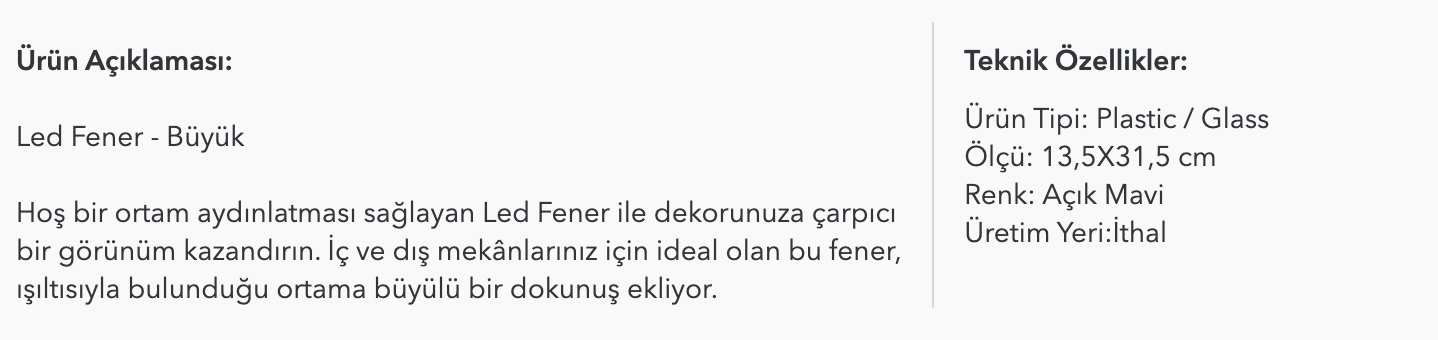 Ürün Açıklaması:
Led Fener - Büyük
Hoş bir ortam aydınlatması sağlayan Led Fener ile dekorunuza çarpıcı
bir görünüm kazandırın. İç ve dış mekânlarınız için ideal olan bu fener,
ışıltısıyla bulunduğu ortama büyülü bir dokunuş ekliyor.
Teknik Özellikler:
Ürün Tipi: Plastic / Glass
Ölçü: 13,5X31,5 cm
Renk: Açık Mavi
Üretim Yeri:İthal